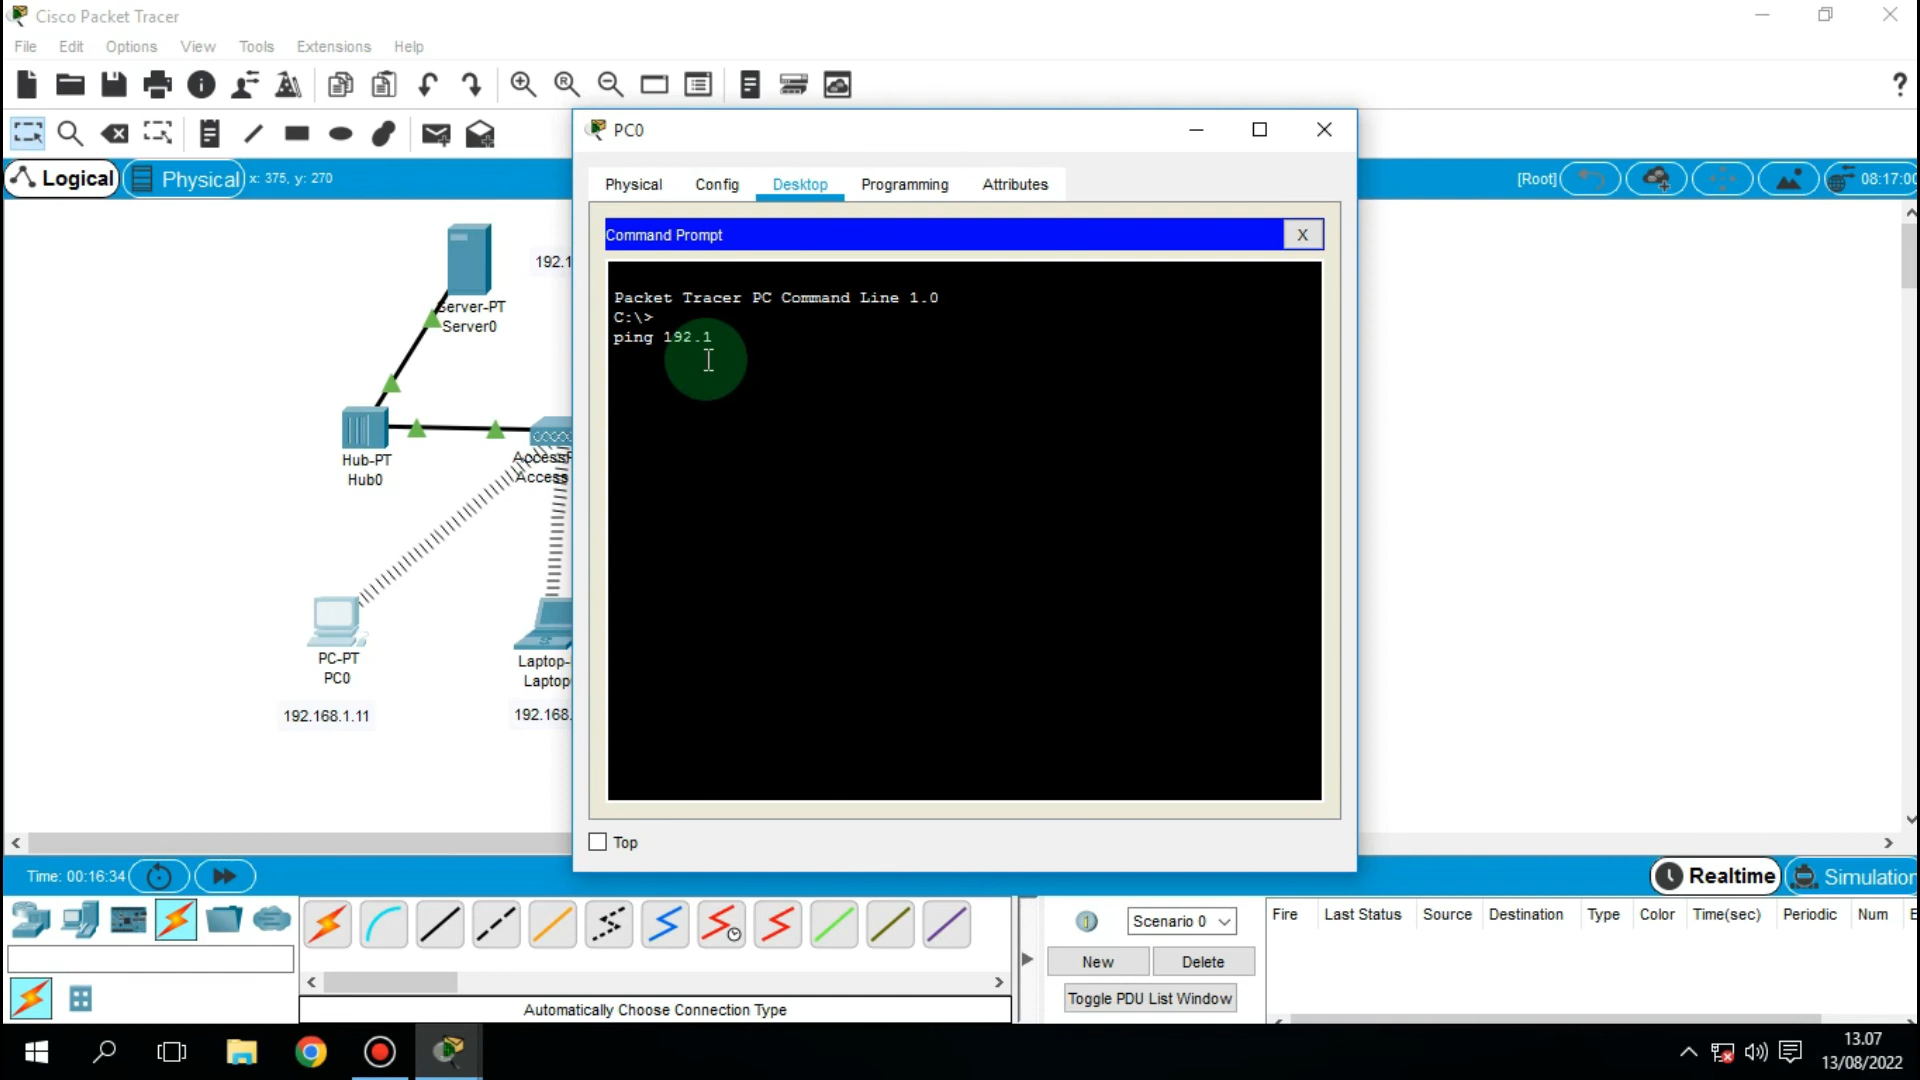 Cisco Packet Tracer
File Edit Options View Tools Extensions Help
Logical Physical x: 375, y: 270
[Root] 08:17:00
PC0
Physical Config Desktop Programming Attributes
Command Prompt
X
Packet Tracer PC Command Line 1.0
C:\>
ping 192.1
Server-PT
Server0
192.1
Hub-PT
Hub0
Access
Access
PC-PT
PC0
192.168.1.11
Laptop-
Laptop
192.168.
Top
Time: 00:16:34
Realtime Simulation
Scenario 0
New Delete
Toggle PDU List Window
Fire Last Status Source Destination Type Color Time(sec) Periodic Num E
Automatically Choose Connection Type
13.07
13/08/2022